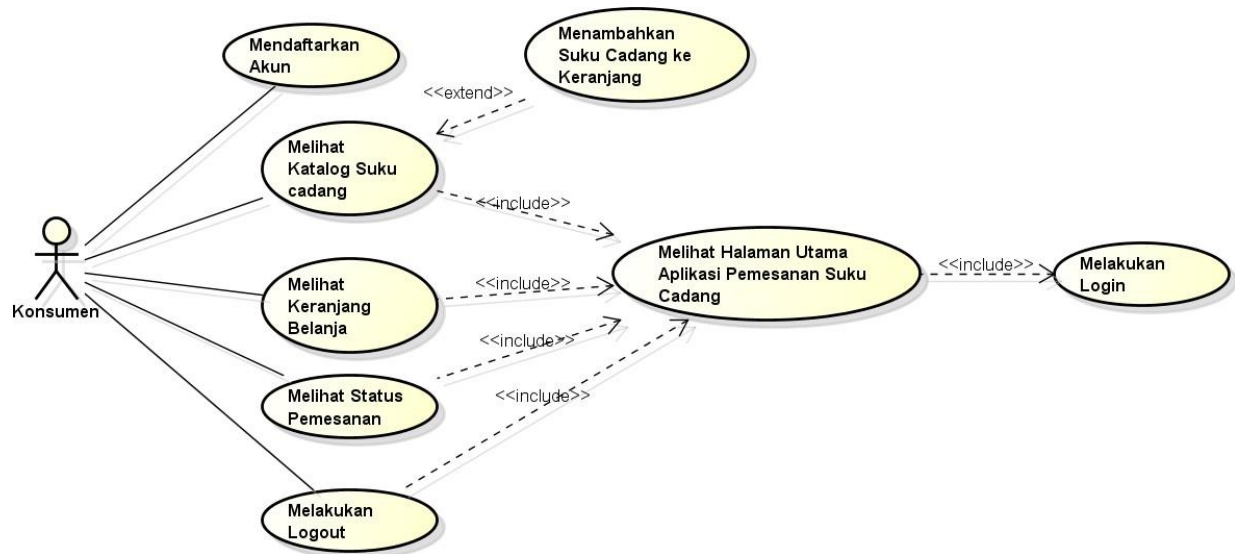 Mendaftarkan
Akun
Menambahkan
Suku Cadang ke
Keranjang
<<extend>>
Melihat
Katalog Suku
cadang
<<include>>
Konsumen
Melihat Halaman Utama
Aplikasi Pemesanan Suku
Cadang
<<include>>
Melakukan
Login
Melihat
Keranjang
Belanja
<<include>>
<<include>>
Melihat Status
Pemesanan
<<include>>
Melakukan
Logout